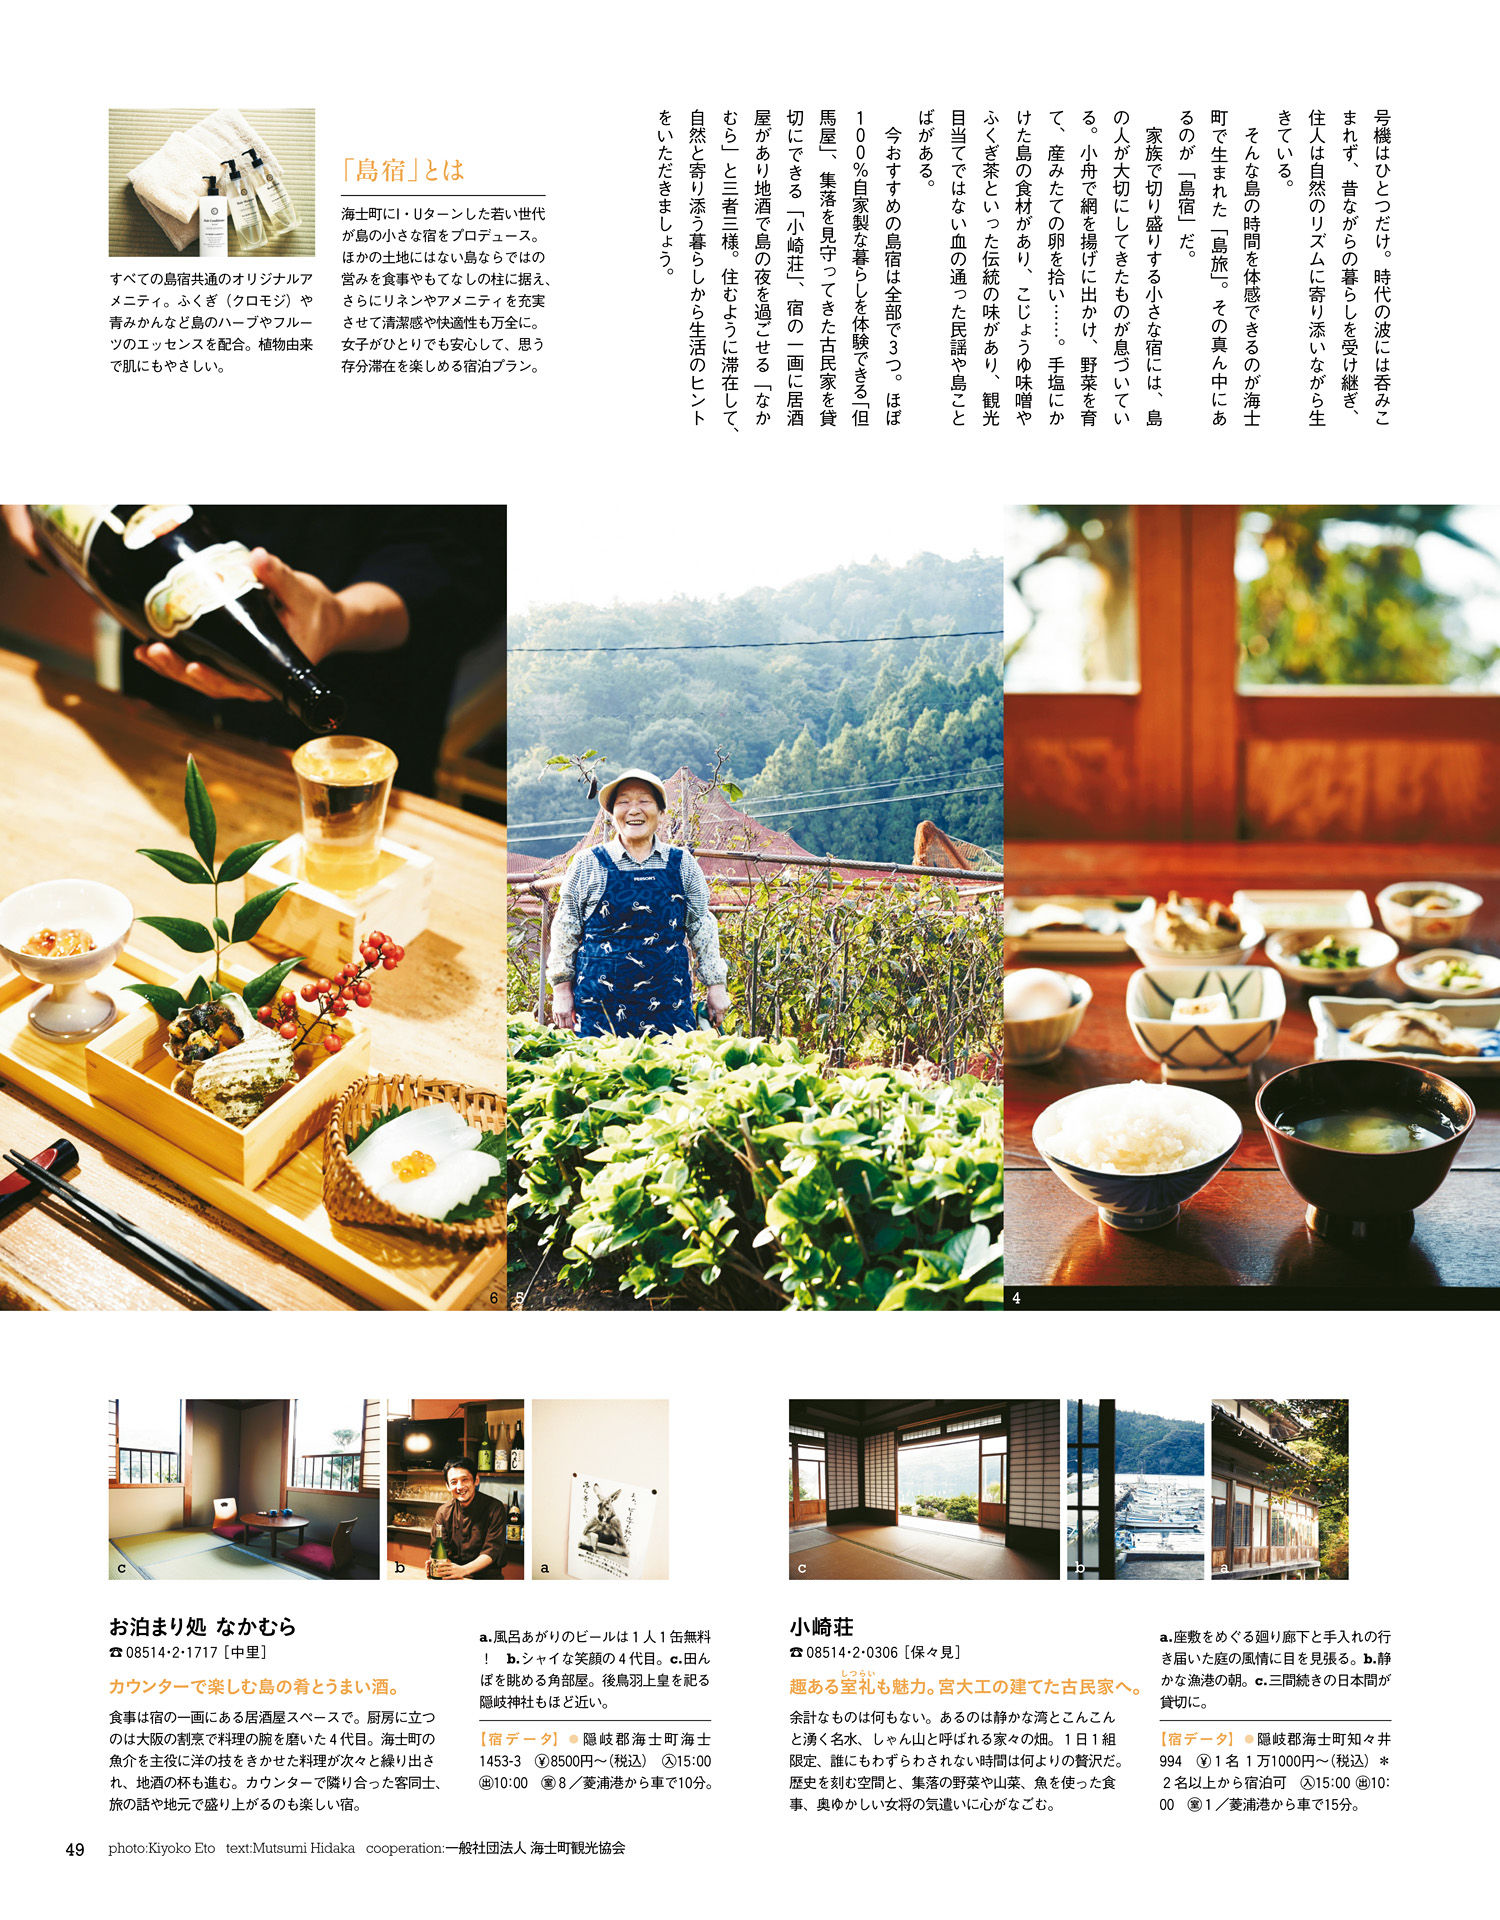 号機はひとつだけ。時代の波には呑みこ
まれず、昔ながらの暮らしを受け継ぎ、
住人は自然のリズムに寄り添いながら生
きている。
そんな島の時間を体感できるのが海士
町で生まれた「島旅」。その真ん中にあ
るのが「島宿」だ。
家族で切り盛りする小さな宿には、島
の人が大切にしてきたものが息づいてい
る。小舟で網を揚げに出かけ、野菜を育
て、産みたての卵を拾い……。手塩にか
けた島の食材があり、こじょうゆ味噌や
ふくぎ茶といった伝統の味があり、観光
目当てではない血の通った民謡や島こと
ばがある。
今おすすめの島宿は全部で3つ。ほぼ
100%自家製な暮らしを体験できる「但
馬屋」、集落を見守ってきた古民家を貸
切にできる「小崎荘」、宿の一画に居酒
屋があり地酒で島の夜を過ごせる「なか
むら」と三者三様。住むように滞在して、
自然と寄り添う暮らしから生活のヒント
をいただきましょう。
「島宿」とは
海士町にI・Uターンした若い世代
が島の小さな宿をプロデュース。
ほかの土地にはない島ならではの
営みを食事やもてなしの柱に据え、
さらにリネンやアメニティを充実
させて清潔感や快適性も万全に。
女子がひとりでも安心して、思う
存分滞在を楽しめる宿泊プラン。
すべての島宿共通のオリジナルア
メニティ。ふくぎ（クロモジ）や
青みかんなど島のハーブやフルー
ツのエッセンスを配合。植物由来
で肌にもやさしい。
PERSON'S
6
5
4
c
b
a
c
b
a
お泊まり処 なかむら
☎08514・2・1717［中里］
カウンターで楽しむ島の肴とうまい酒。
食事は宿の一画にある居酒屋スペースで。厨房に立つ
のは大阪の割烹で料理の腕を磨いた4代目。海士町の
魚介を主役に洋の技をきかせた料理が次々と繰り出さ
れ、地酒の杯も進む。カウンターで隣り合った客同士、
旅の話や地元で盛り上がるのも楽しい宿。
a.風呂あがりのビールは1人1缶無料
！ b.シャイな笑顔の4代目。c.田ん
ぼを眺める角部屋。後鳥羽上皇を祀る
隠岐神社もほど近い。
【宿データ】●隠岐郡海士町海士
1453-3 ㊒8500円〜（税込） ㊅15:00
㊄10:00 ㊃8／菱浦港から車で10分。
小崎荘
☎08514・2・0306［保々見］
しつらい
趣ある室礼も魅力。宮大工の建てた古民家へ。
余計なものは何もない。あるのは静かな湾とこんこん
と湧く名水、しゃん山と呼ばれる家々の畑。1日1組
限定、誰にもわずらわされない時間は何よりの贅沢だ。
歴史を刻む空間と、集落の野菜や山菜、魚を使った食
事、奥ゆかしい女将の気遣いに心がなごむ。
a.座敷をめぐる廻り廊下と手入れの行
き届いた庭の風情に目を見張る。b.静
かな漁港の朝。c.三間続きの日本間が
貸切に。
【宿データ】●隠岐郡海士町知々井
994 ¥1名1万1000円〜（税込）＊
2名以上から宿泊可 入15:00 出10:
00 室1／菱浦港から車で15分。
49 photo:Kiyoko Eto text:Mutsumi Hidaka cooperation:一般社団法人 海士町観光協会